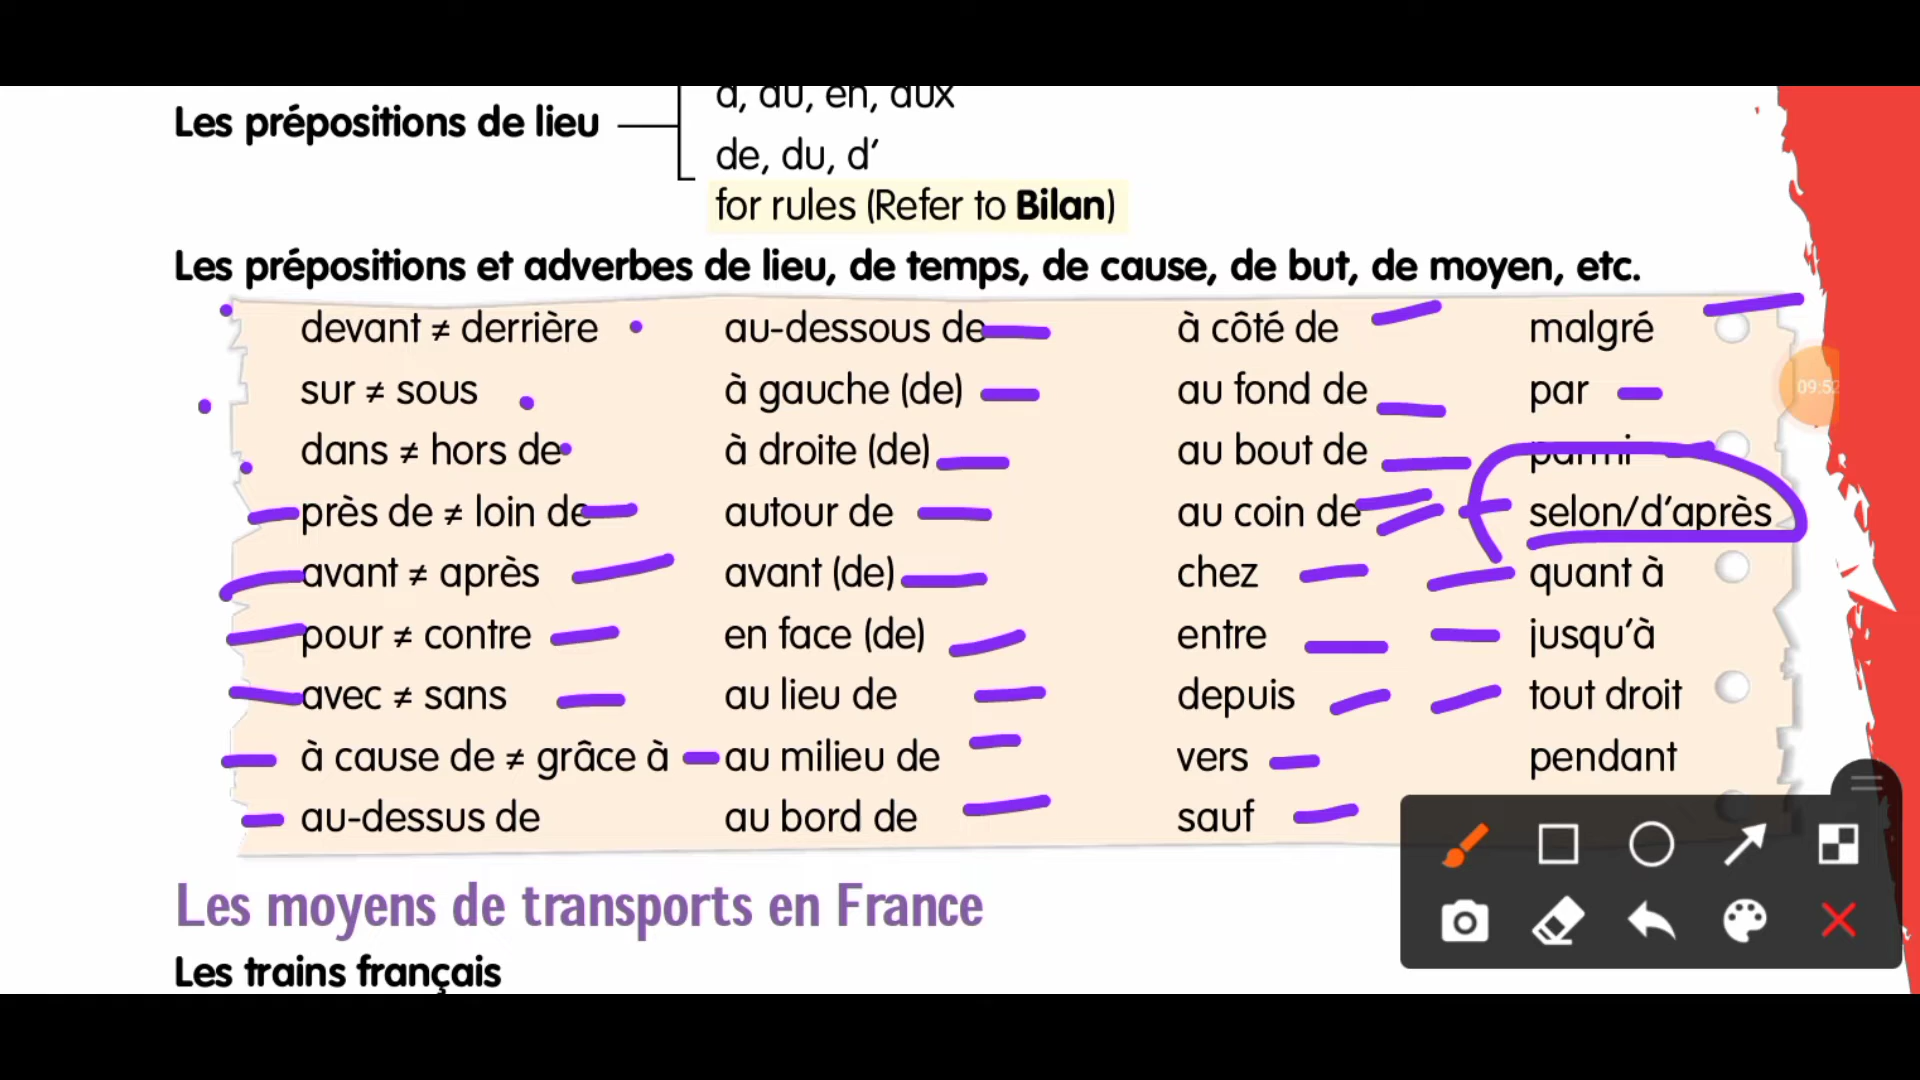 à, au, en, aux
Les prépositions de lieu
de, du, d'
for rules (Refer to Bilan)
Les prépositions et adverbes de lieu, de temps, de cause, de but, de moyen, etc.
devant ≠ derrière au-dessous de à côté de malgré
sur ≠ sous à gauche (de) au fond de par
dans ≠ hors de à droite (de) au bout de parmi
près de ≠ loin de autour de au coin de selon/d'après
avant ≠ après avant (de) chez quant à
pour ≠ contre en face (de) entre jusqu'à
avec ≠ sans au lieu de depuis tout droit
à cause de ≠ grâce à au milieu de vers pendant
au-dessus de au bord de sauf
Les moyens de transports en France
Les trains français